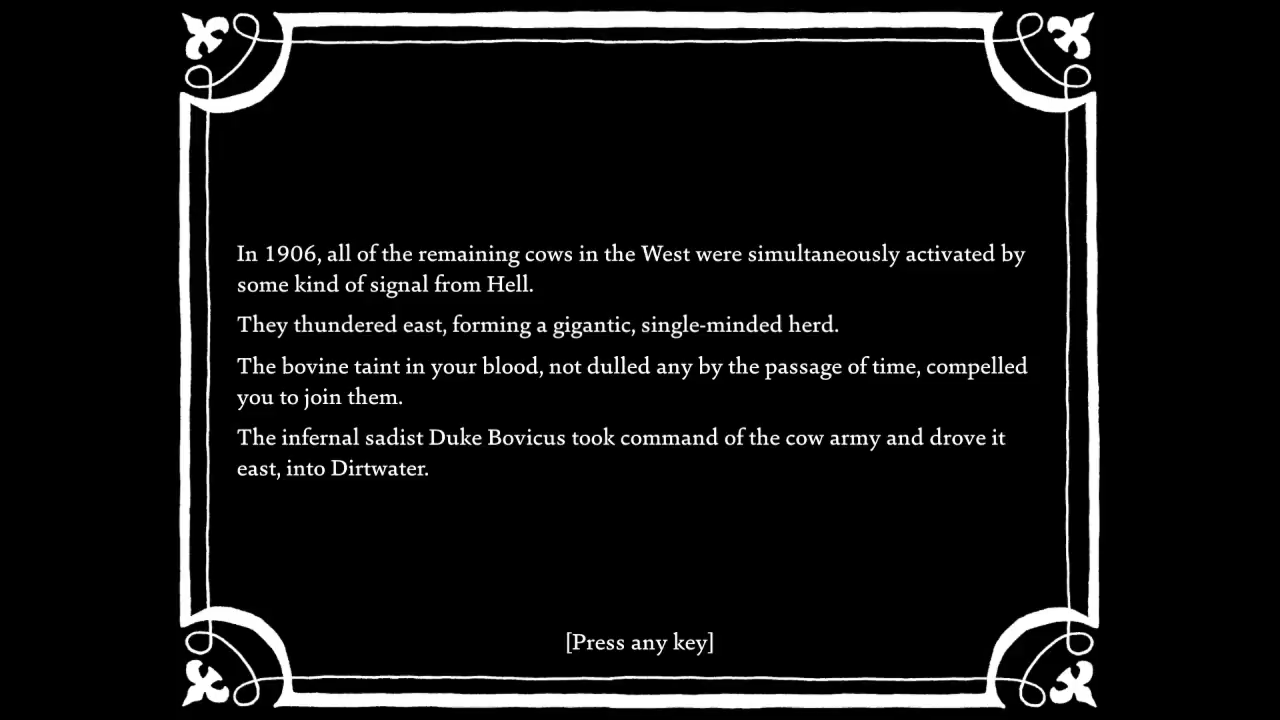 In 1906, all of the remaining cows in the West were simultaneously activated by
some kind of signal from Hell.
They thundered east, forming a gigantic, single-minded herd.
The bovine taint in your blood, not dulled any by the passage of time, compelled
you to join them.
The infernal sadist Duke Bovicus took command of the cow army and drove it
east, into Dirtwater.
[Press any key]